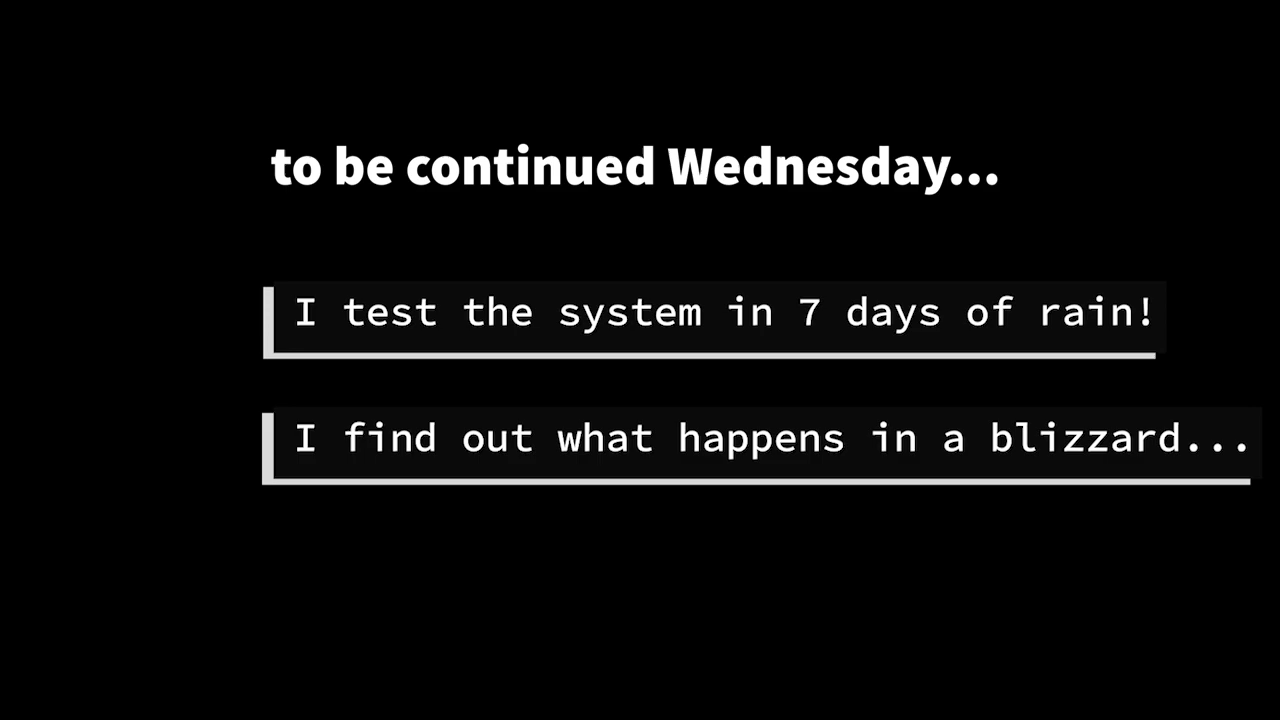 to be continued Wednesday...
I test the system in 7 days of rain!
I find out what happens in a blizzard...